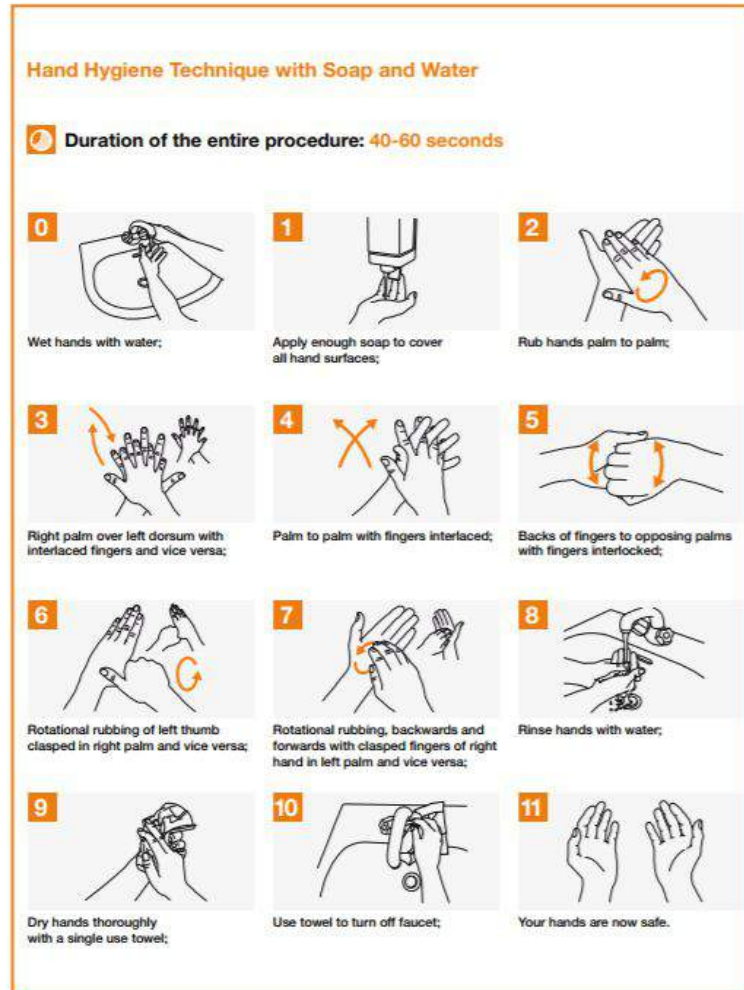 Hand Hygiene Technique with Soap and Water
Duration of the entire procedure: 40-60 seconds
0
Wet hands with water;
1
Apply enough soap to cover
all hand surfaces;
2
Rub hands palm to palm;
3
Right palm over left dorsum with
interlaced fingers and vice versa;
4
Palm to palm with fingers interlaced;
5
Backs of fingers to opposing palms
with fingers interlocked;
6
Rotational rubbing of left thumb
clasped in right palm and vice versa;
7
Rotational rubbing, backwards and
forwards with clasped fingers of right
hand in left palm and vice versa;
8
Rinse hands with water;
9
Dry hands thoroughly
with a single use towel;
10
Use towel to turn off faucet;
11
Your hands are now safe.